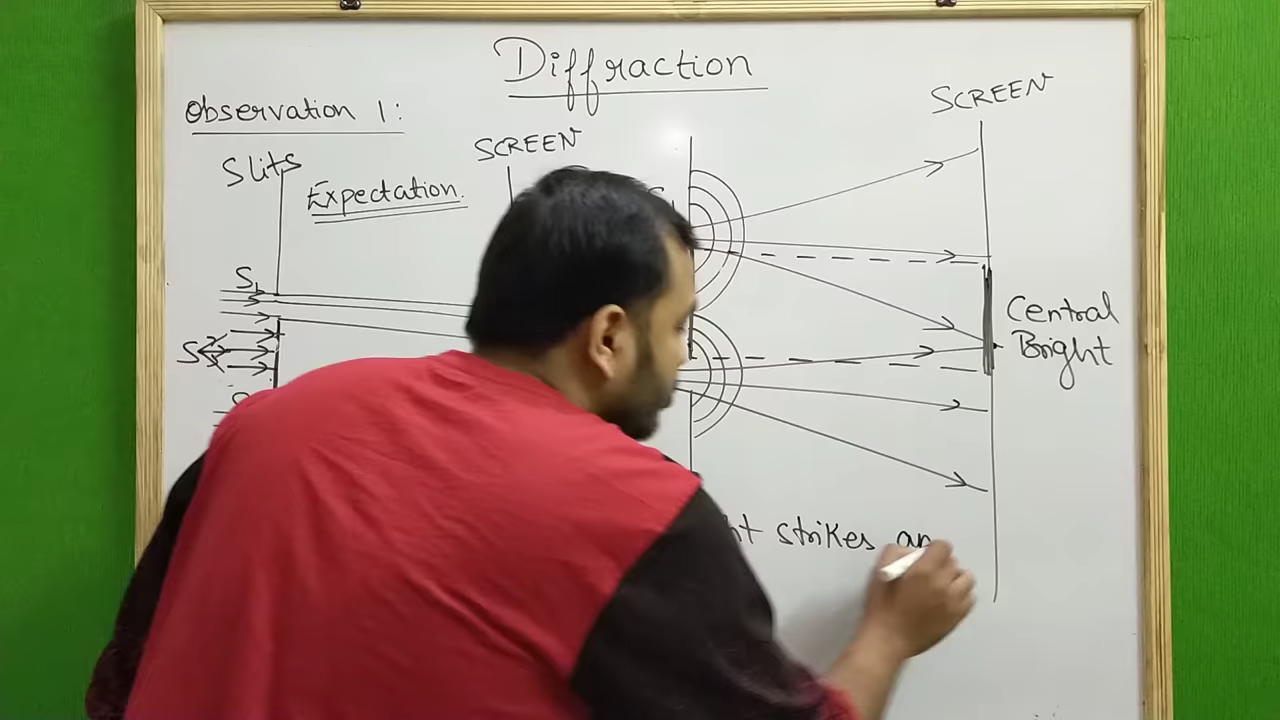 Diffraction
Observation 1:
SCREEN
SCREEN
Slits
Expectation.
S1
Central
Bright
strikes an